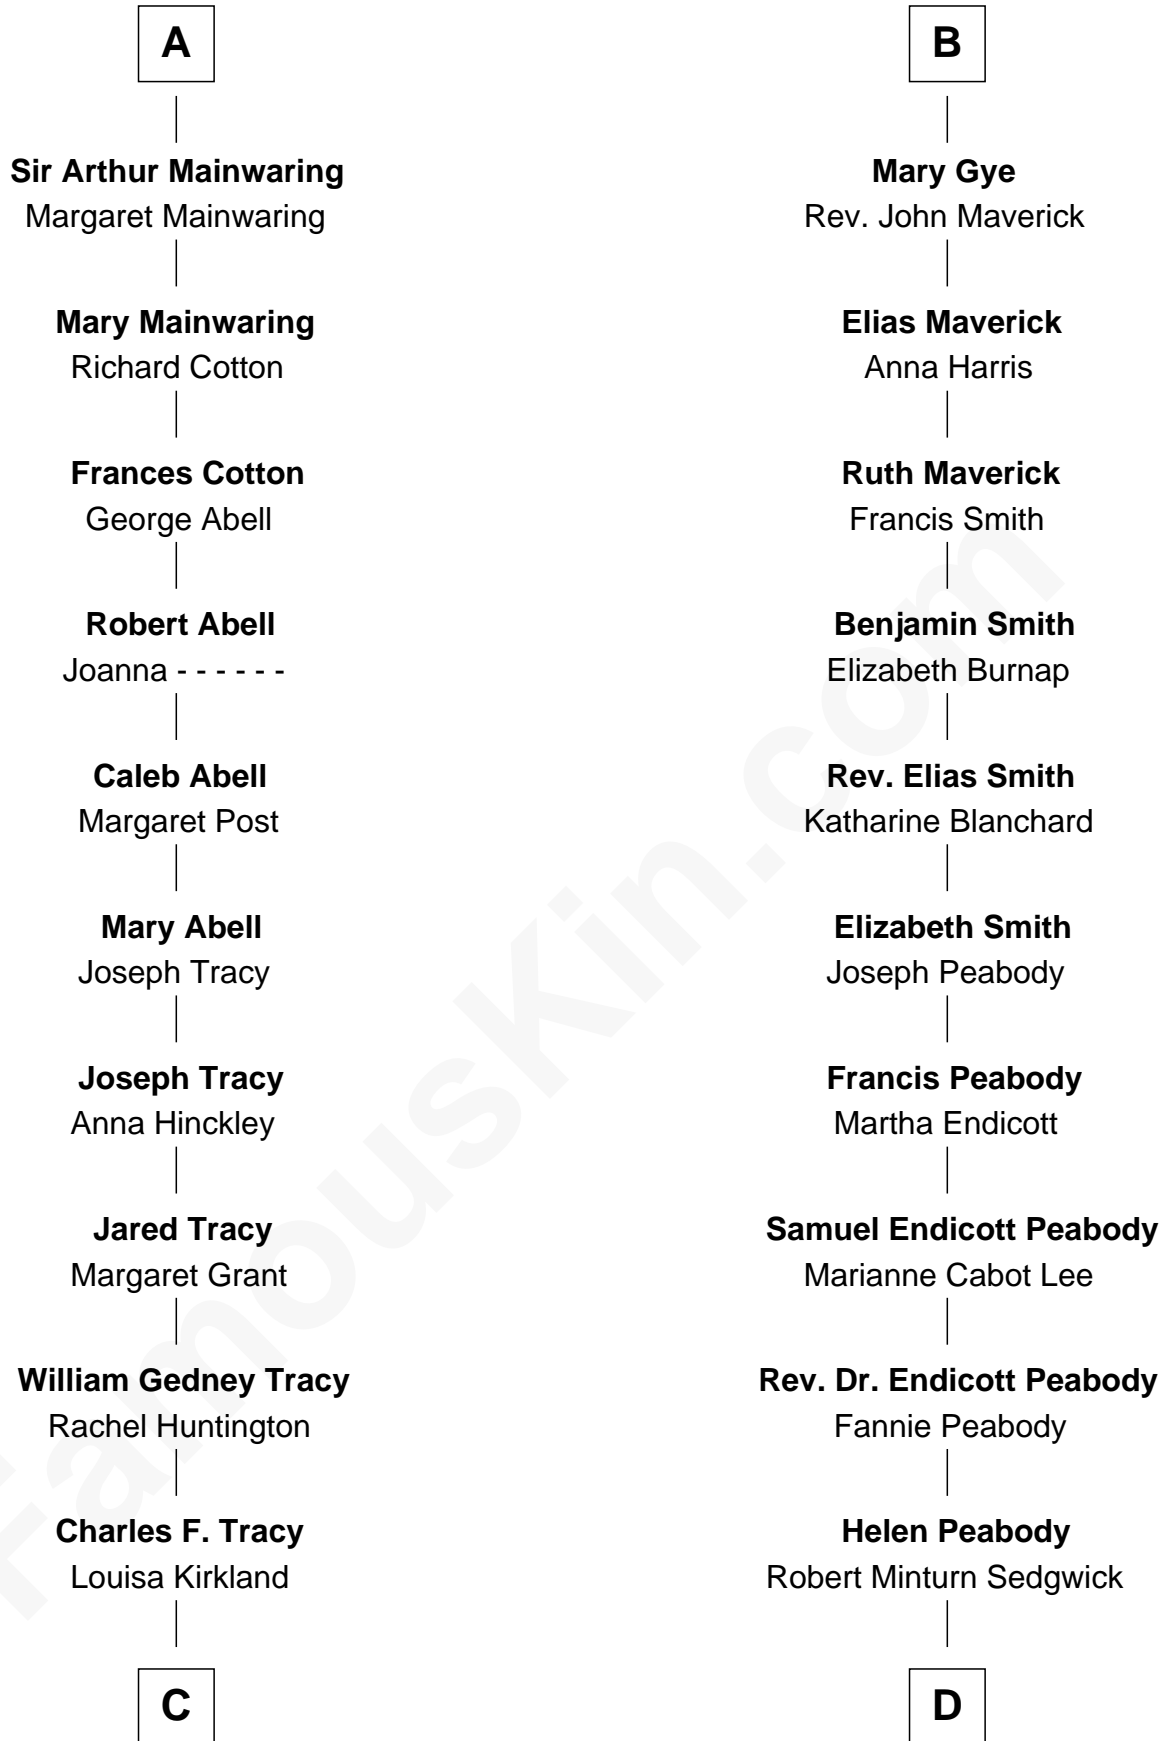 A
Sir Arthur Mainwaring
Margaret Mainwaring
Mary Mainwaring
Richard Cotton
Frances Cotton
George Abell
Robert Abell
Joanna - - - - - -
Caleb Abell
Margaret Post
Mary Abell
Joseph Tracy
Joseph Tracy
Anna Hinckley
Jared Tracy
Margaret Grant
William Gedney Tracy
Rachel Huntington
Charles F. Tracy
Louisa Kirkland
C
B
Mary Gye
Rev. John Maverick
Elias Maverick
Anna Harris
Ruth Maverick
Francis Smith
Benjamin Smith
Elizabeth Burnap
Rev. Elias Smith
Katharine Blanchard
Elizabeth Smith
Joseph Peabody
Francis Peabody
Martha Endicott
Samuel Endicott Peabody
Marianne Cabot Lee
Rev. Dr. Endicott Peabody
Fannie Peabody
Helen Peabody
Robert Minturn Sedgwick
D
FamousKin.com